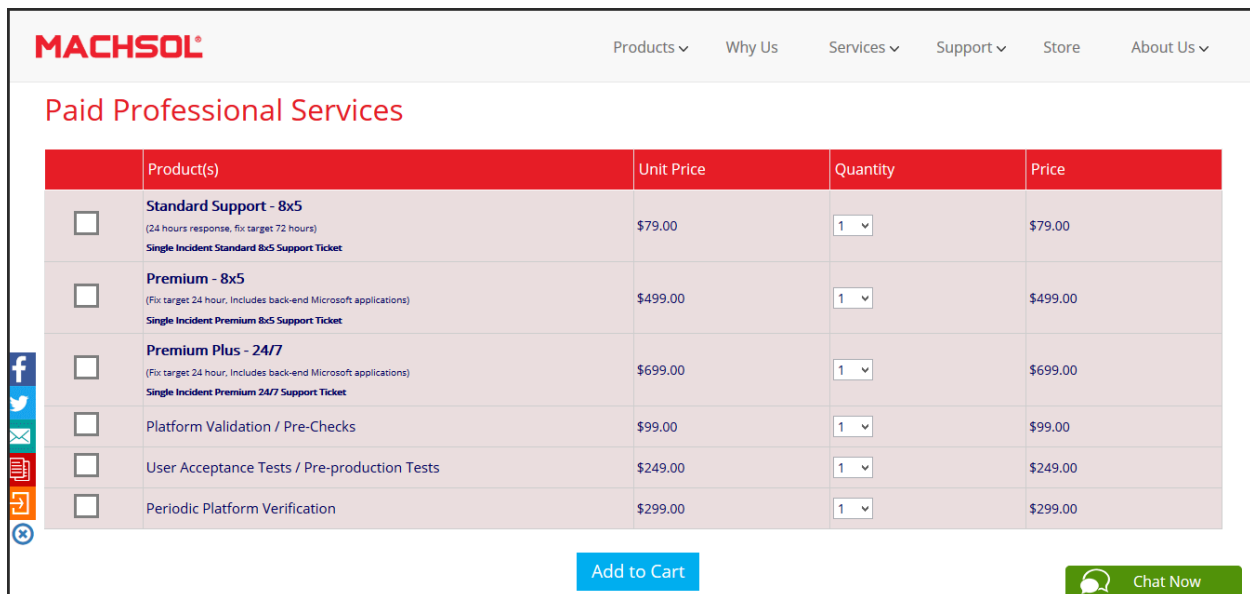 MACHSOL®
Products Why Us Services Support Store About Us
Paid Professional Services
Product(s) Unit Price Quantity Price
Standard Support - 8x5
(24 hours response, fix target 72 hours)
Single Incident Standard 8x5 Support Ticket
$79.00 1 $79.00
Premium - 8x5
(Fix target 24 hour, Includes back-end Microsoft applications)
Single Incident Premium 8x5 Support Ticket
$499.00 1 $499.00
Premium Plus - 24/7
(Fix target 24 hour, Includes back-end Microsoft applications)
Single Incident Premium 24/7 Support Ticket
$699.00 1 $699.00
Platform Validation / Pre-Checks $99.00 1 $99.00
User Acceptance Tests / Pre-production Tests $249.00 1 $249.00
Periodic Platform Verification $299.00 1 $299.00
Add to Cart
Chat Now